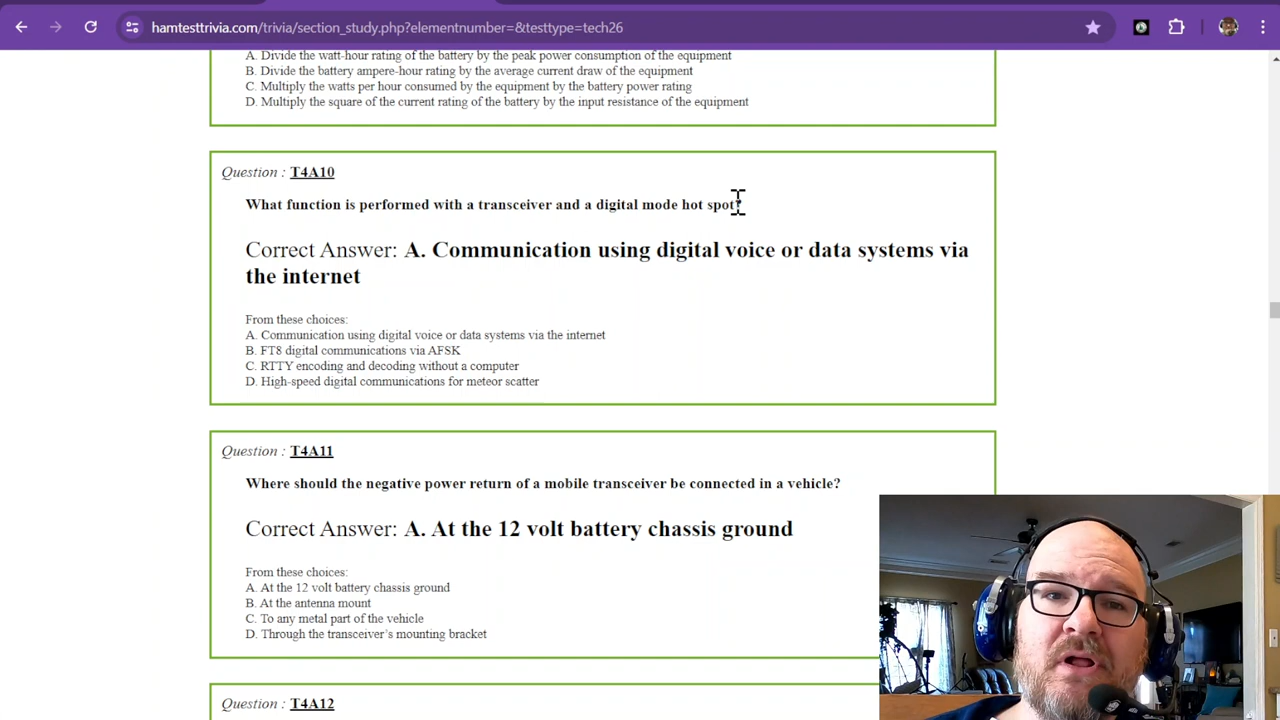 hamtesttrivia.com/trivia/section_study.php?elementnumber=&testtype=tech26
A. Divide the watt-hour rating of the battery by the peak power consumption of the equipment
B. Divide the battery ampere-hour rating by the average current draw of the equipment
C. Multiply the watts per hour consumed by the equipment by the battery power rating
D. Multiply the square of the current rating of the battery by the input resistance of the equipment
Question : T4A10
What function is performed with a transceiver and a digital mode hot spot?
Correct Answer: A. Communication using digital voice or data systems via
the internet
From these choices:
A. Communication using digital voice or data systems via the internet
B. FT8 digital communications via AFSK
C. RTTY encoding and decoding without a computer
D. High-speed digital communications for meteor scatter
Question : T4A11
Where should the negative power return of a mobile transceiver be connected in a vehicle?
Correct Answer: A. At the 12 volt battery chassis ground
From these choices:
A. At the 12 volt battery chassis ground
B. At the antenna mount
C. To any metal part of the vehicle
D. Through the transceiver’s mounting bracket
Question : T4A12